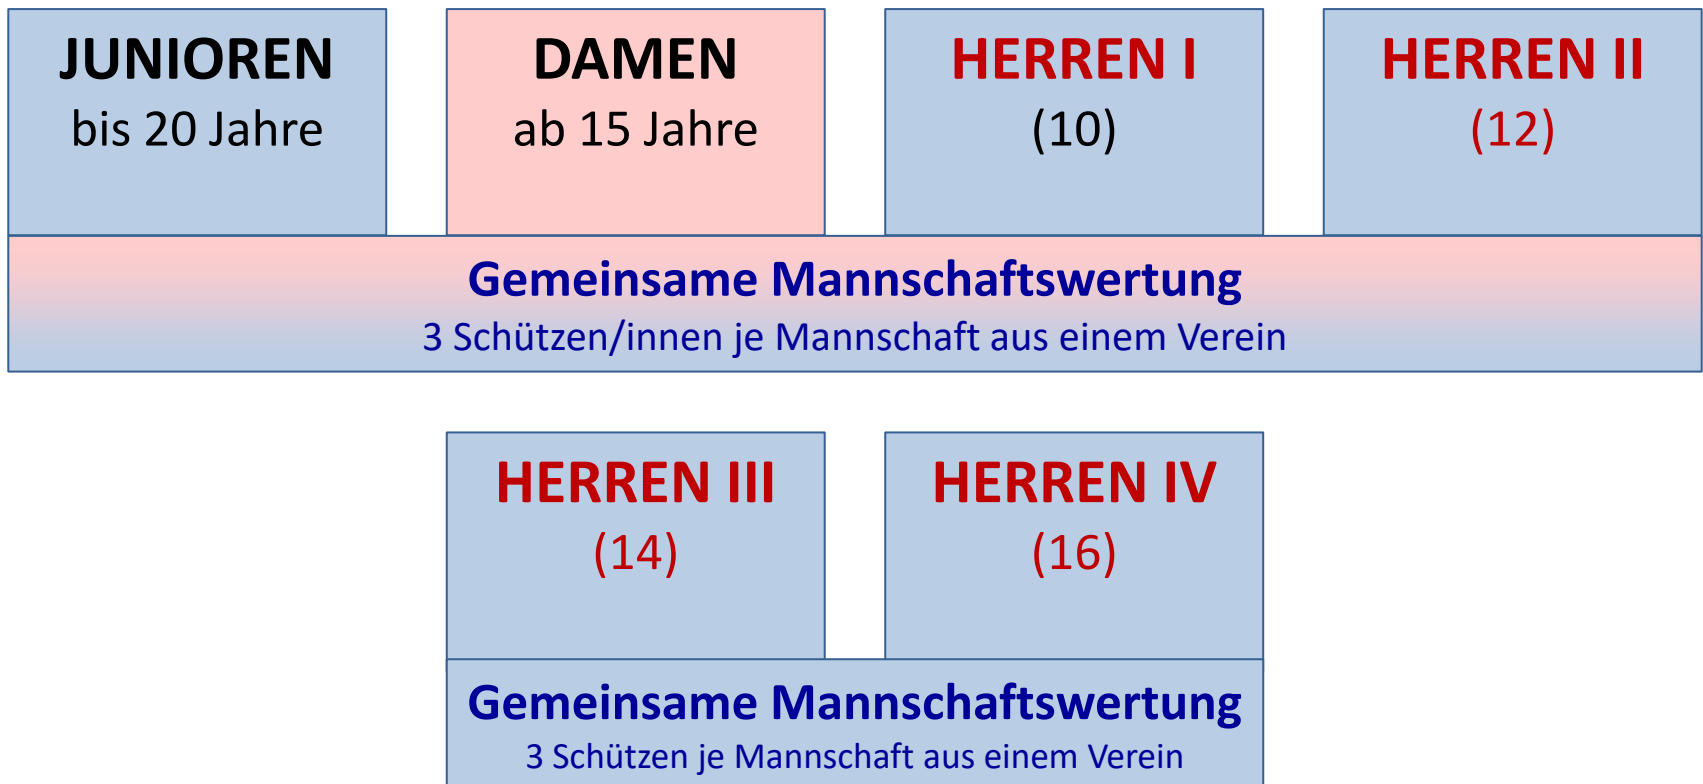 JUNIOREN
bis 20 Jahre
DAMEN
ab 15 Jahre
HERREN I
(10)
HERREN II
(12)
Gemeinsame Mannschaftswertung
3 Schützen/innen je Mannschaft aus einem Verein
HERREN III
(14)
HERREN IV
(16)
Gemeinsame Mannschaftswertung
3 Schützen je Mannschaft aus einem Verein